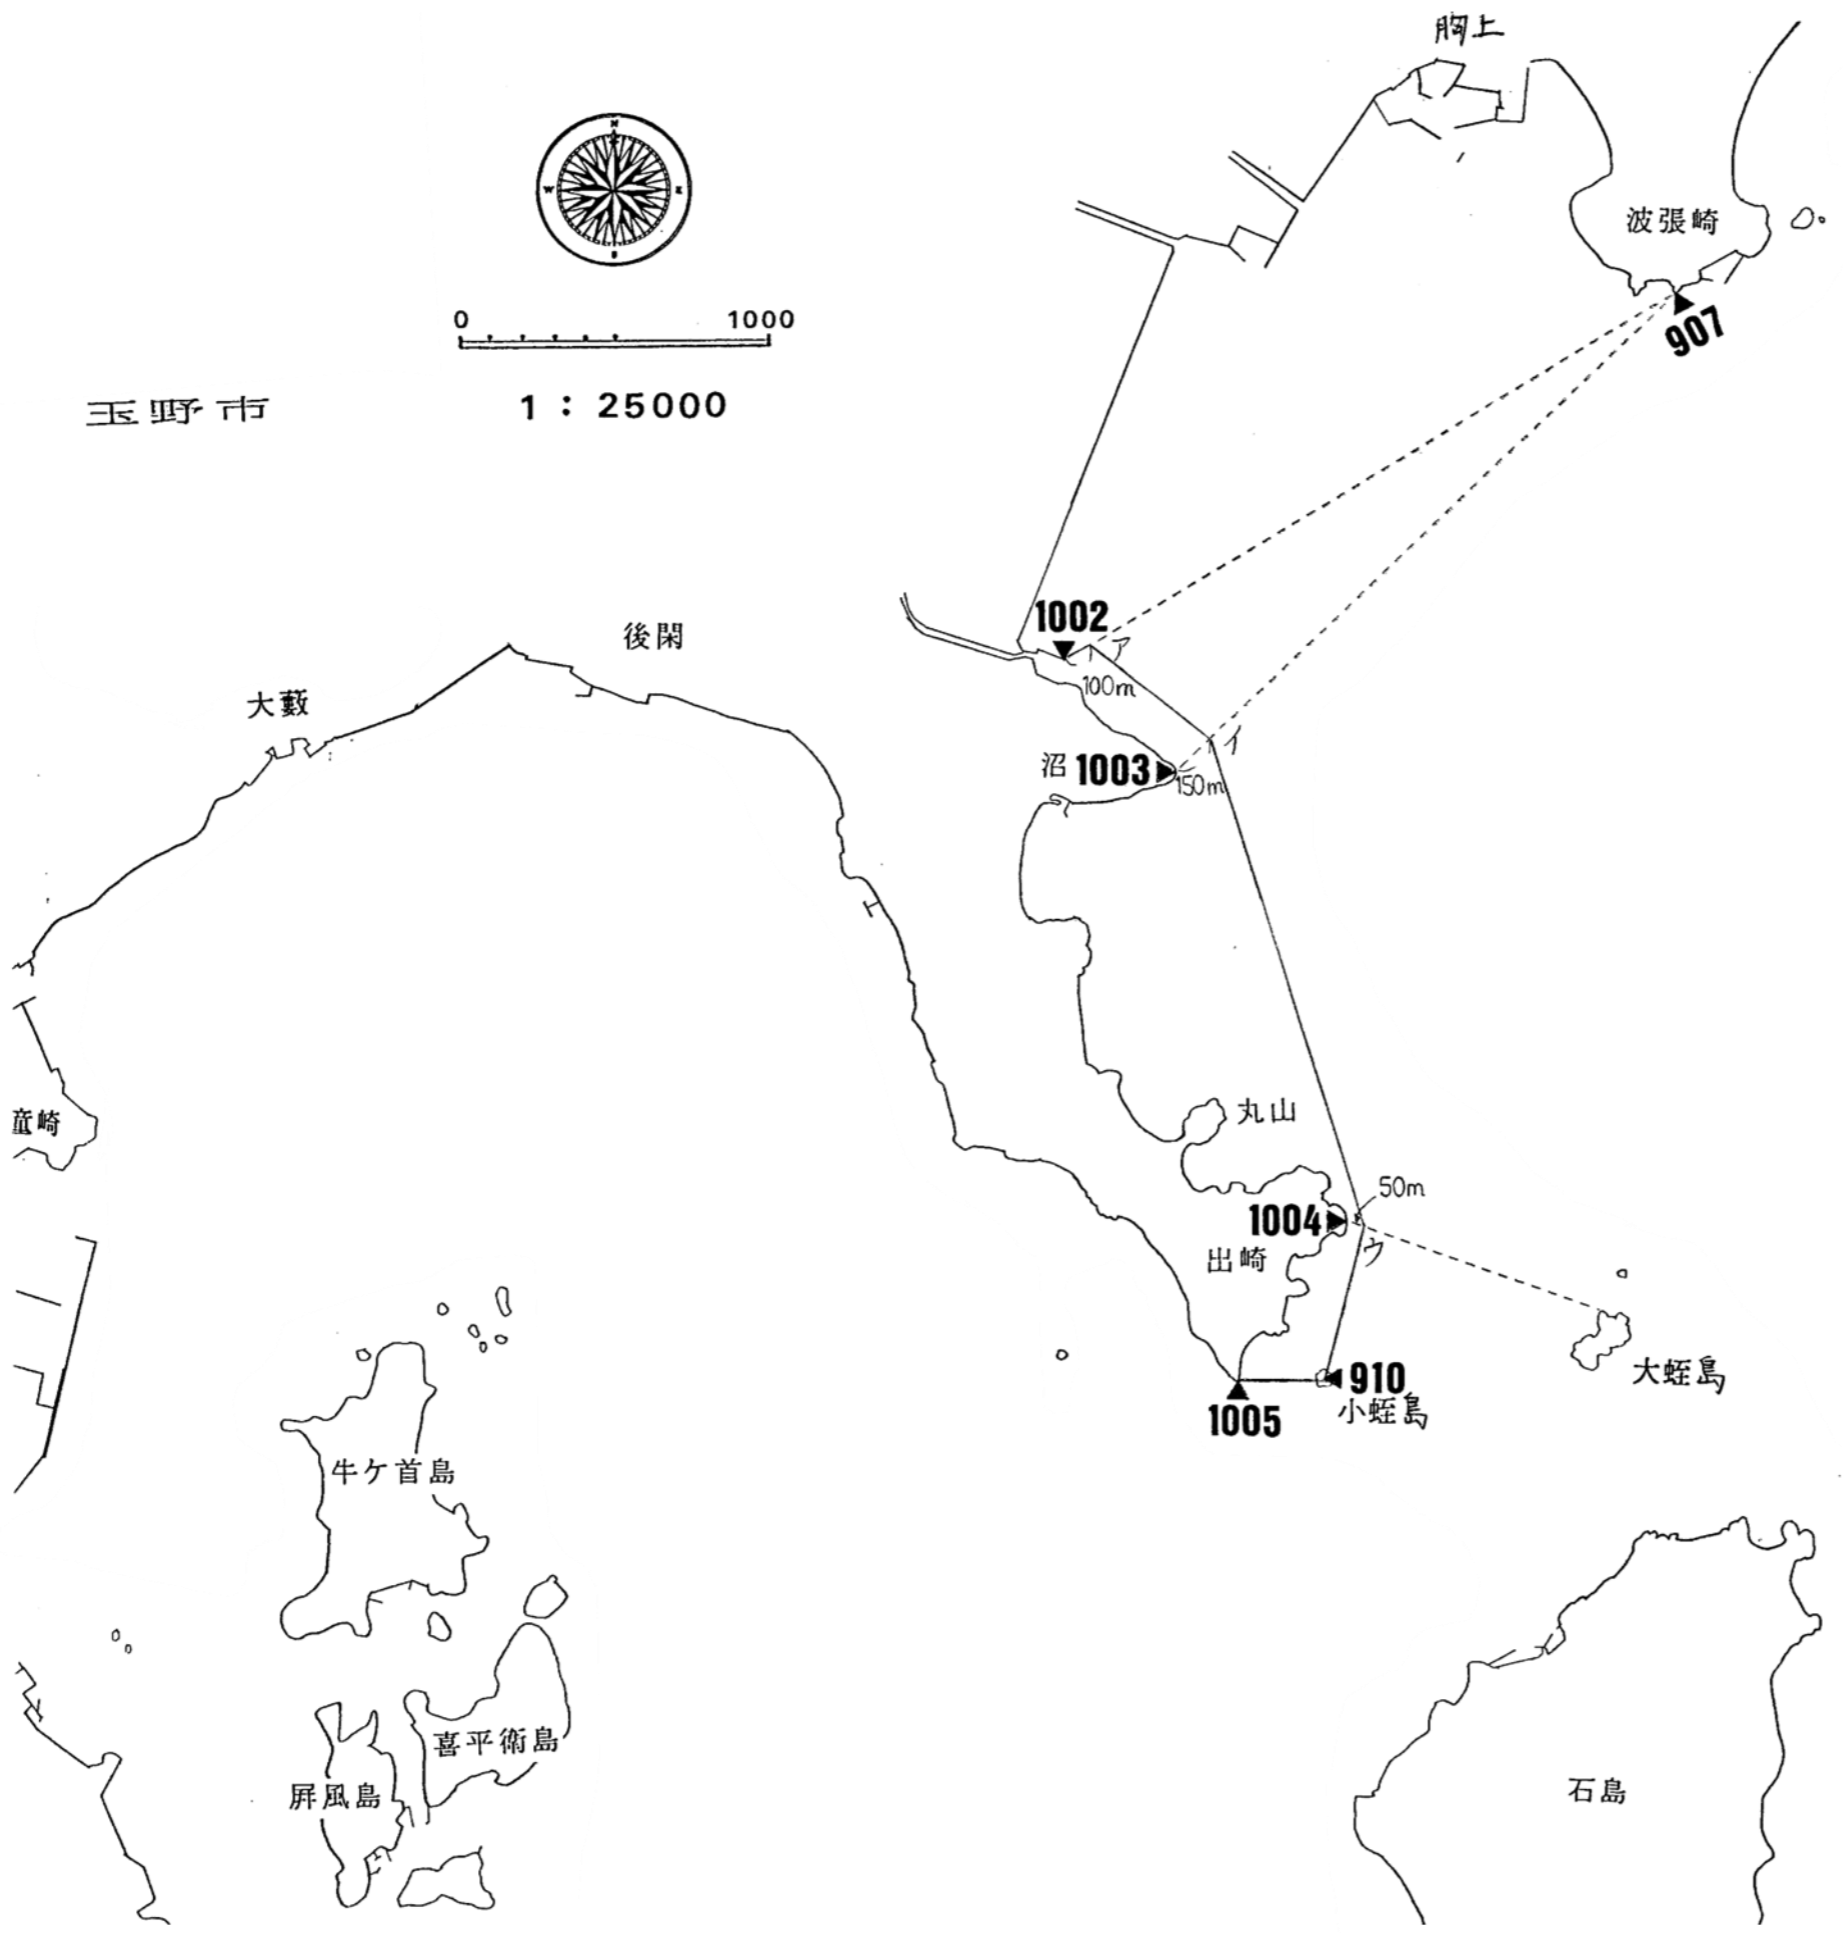 胸上
N
W E
S
波張崎
0 1000
907
玉野市
1 : 25000
1002
後閑
ア
100m
大藪
イ
沼 1003
150m
丸山
竜崎
50m
1004
ウ
出崎
910
大蛭島
小蛭島
1005
牛ケ首島
喜平衛島
屏風島
石島